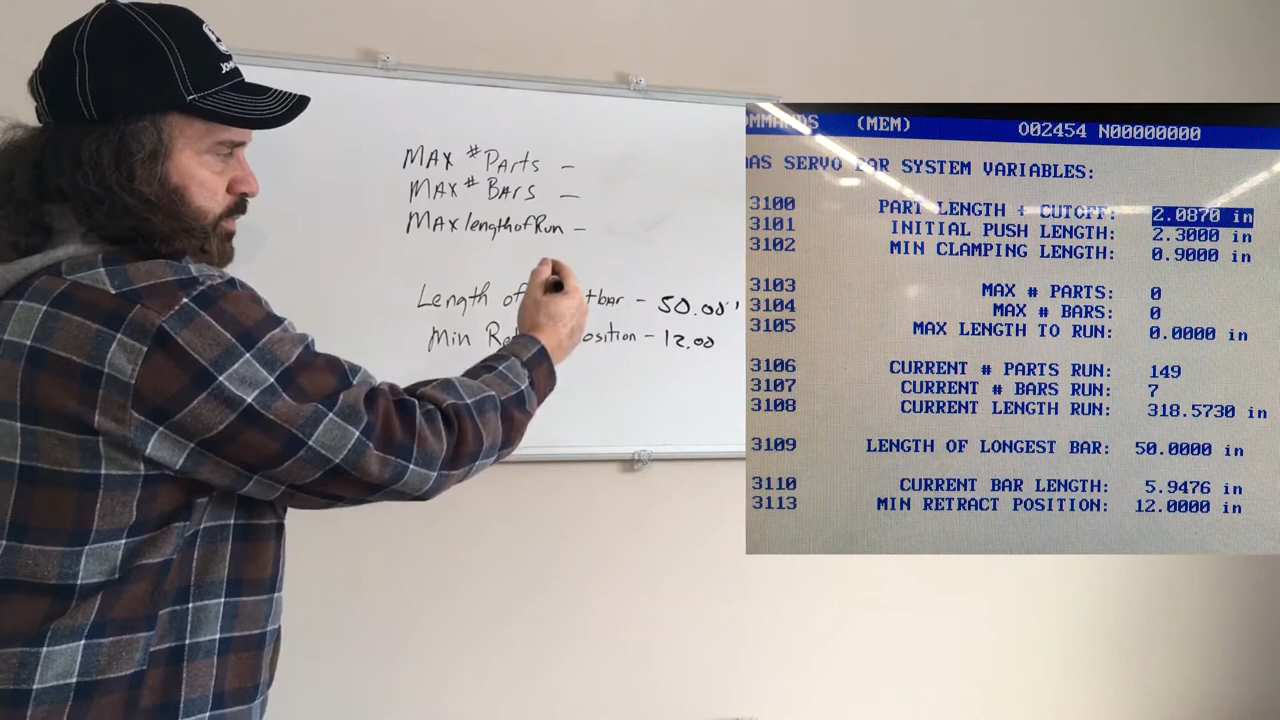 JOHN
MAX # Parts -
MAX # BARS -
MAX length of Run -
Length of bar - 50.00"
Min Position - 12.00
COMMANDS (MEM) O02454 N00000000
HAAS SERVO BAR SYSTEM VARIABLES:
3100 PART LENGTH + CUTOFF: 2.0870 in
3101 INITIAL PUSH LENGTH: 2.3000 in
3102 MIN CLAMPING LENGTH: 0.9000 in
3103 MAX # PARTS: 0
3104 MAX # BARS: 0
3105 MAX LENGTH TO RUN: 0.0000 in
3106 CURRENT # PARTS RUN: 149
3107 CURRENT # BARS RUN: 7
3108 CURRENT LENGTH RUN: 318.5730 in
3109 LENGTH OF LONGEST BAR: 50.0000 in
3110 CURRENT BAR LENGTH: 5.9476 in
3113 MIN RETRACT POSITION: 12.0000 in